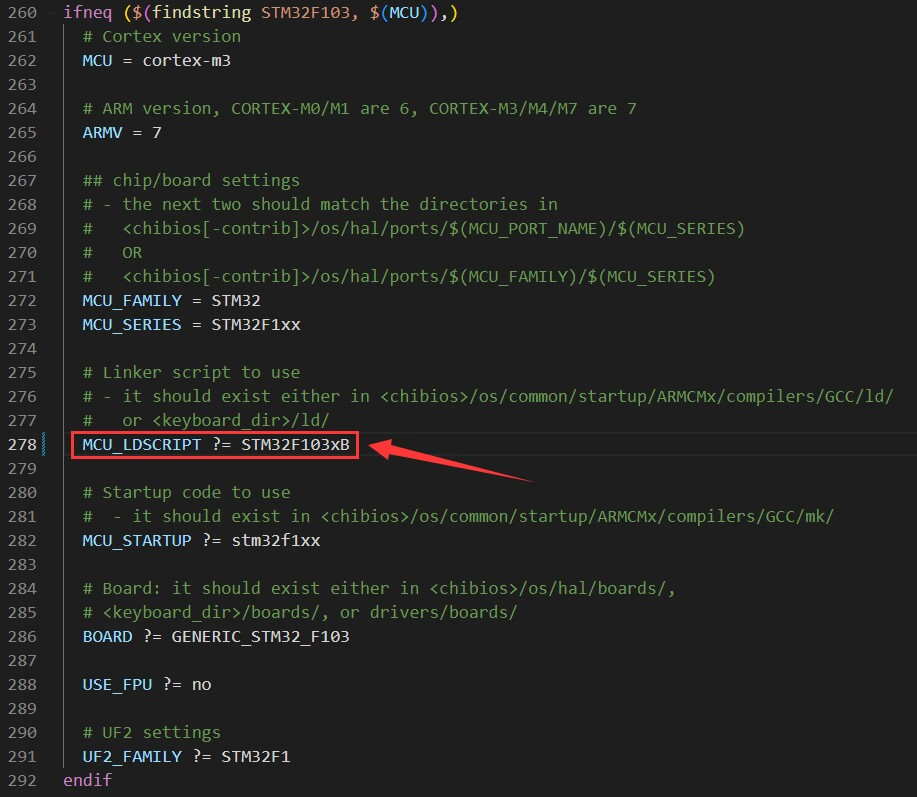 260 ifneq ($(findstring STM32F103, $(MCU)),)
261 # Cortex version
262 MCU = cortex-m3
263
264 # ARM version, CORTEX-M0/M1 are 6, CORTEX-M3/M4/M7 are 7
265 ARMV = 7
266
267 ## chip/board settings
268 # - the next two should match the directories in
269 #   <chibios[-contrib]>/os/hal/ports/$(MCU_PORT_NAME)/$(MCU_SERIES)
270 #   OR
271 #   <chibios[-contrib]>/os/hal/ports/$(MCU_FAMILY)/$(MCU_SERIES)
272 MCU_FAMILY = STM32
273 MCU_SERIES = STM32F1xx
274
275 # Linker script to use
276 # - it should exist either in <chibios>/os/common/startup/ARMCMx/compilers/GCC/ld/
277 #   or <keyboard_dir>/ld/
278 MCU_LDSCRIPT ?= STM32F103xB
279
280 # Startup code to use
281 #  - it should exist in <chibios>/os/common/startup/ARMCMx/compilers/GCC/mk/
282 MCU_STARTUP ?= stm32f1xx
283
284 # Board: it should exist either in <chibios>/os/hal/boards/,
285 # <keyboard_dir>/boards/, or drivers/boards/
286 BOARD ?= GENERIC_STM32_F103
287
288 USE_FPU ?= no
289
290 # UF2 settings
291 UF2_FAMILY ?= STM32F1
292 endif